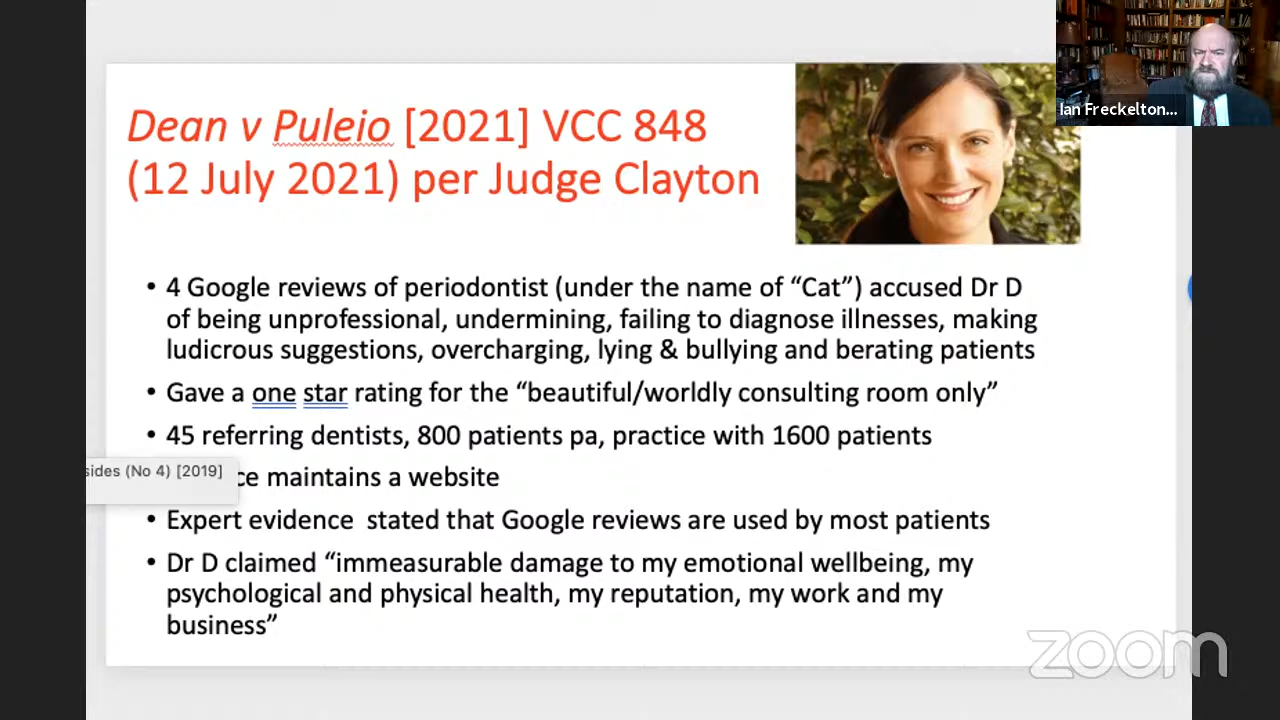 Ian Freckelton...
Dean v Puleio [2021] VCC 848
(12 July 2021) per Judge Clayton
• 4 Google reviews of periodontist (under the name of “Cat”) accused Dr D
of being unprofessional, undermining, failing to diagnose illnesses, making
ludicrous suggestions, overcharging, lying & bullying and berating patients
• Gave a one star rating for the “beautiful/worldly consulting room only”
• 45 referring dentists, 800 patients pa, practice with 1600 patients
sides (No 4) [2019]
ce maintains a website
• Expert evidence stated that Google reviews are used by most patients
• Dr D claimed “immeasurable damage to my emotional wellbeing, my
psychological and physical health, my reputation, my work and my
business”
zoom